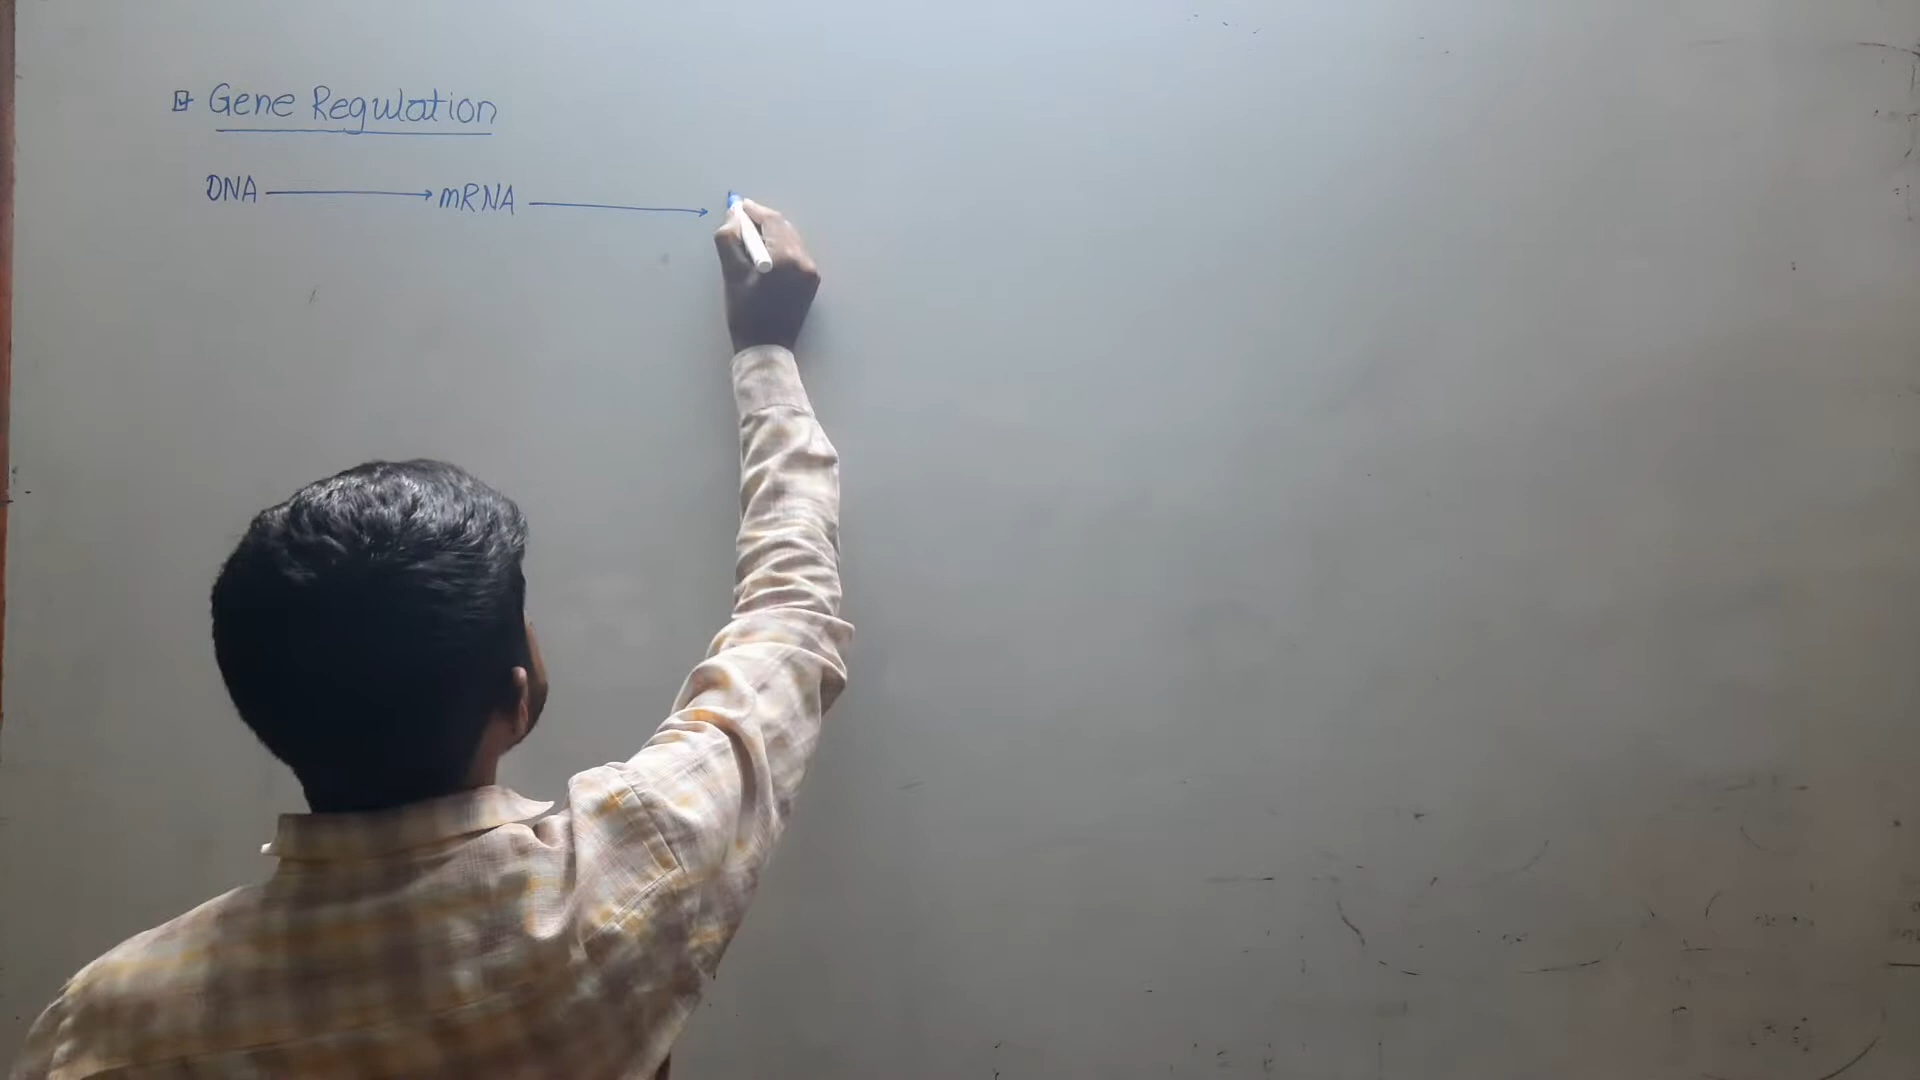 Gene Regulation
DNA → mRNA →